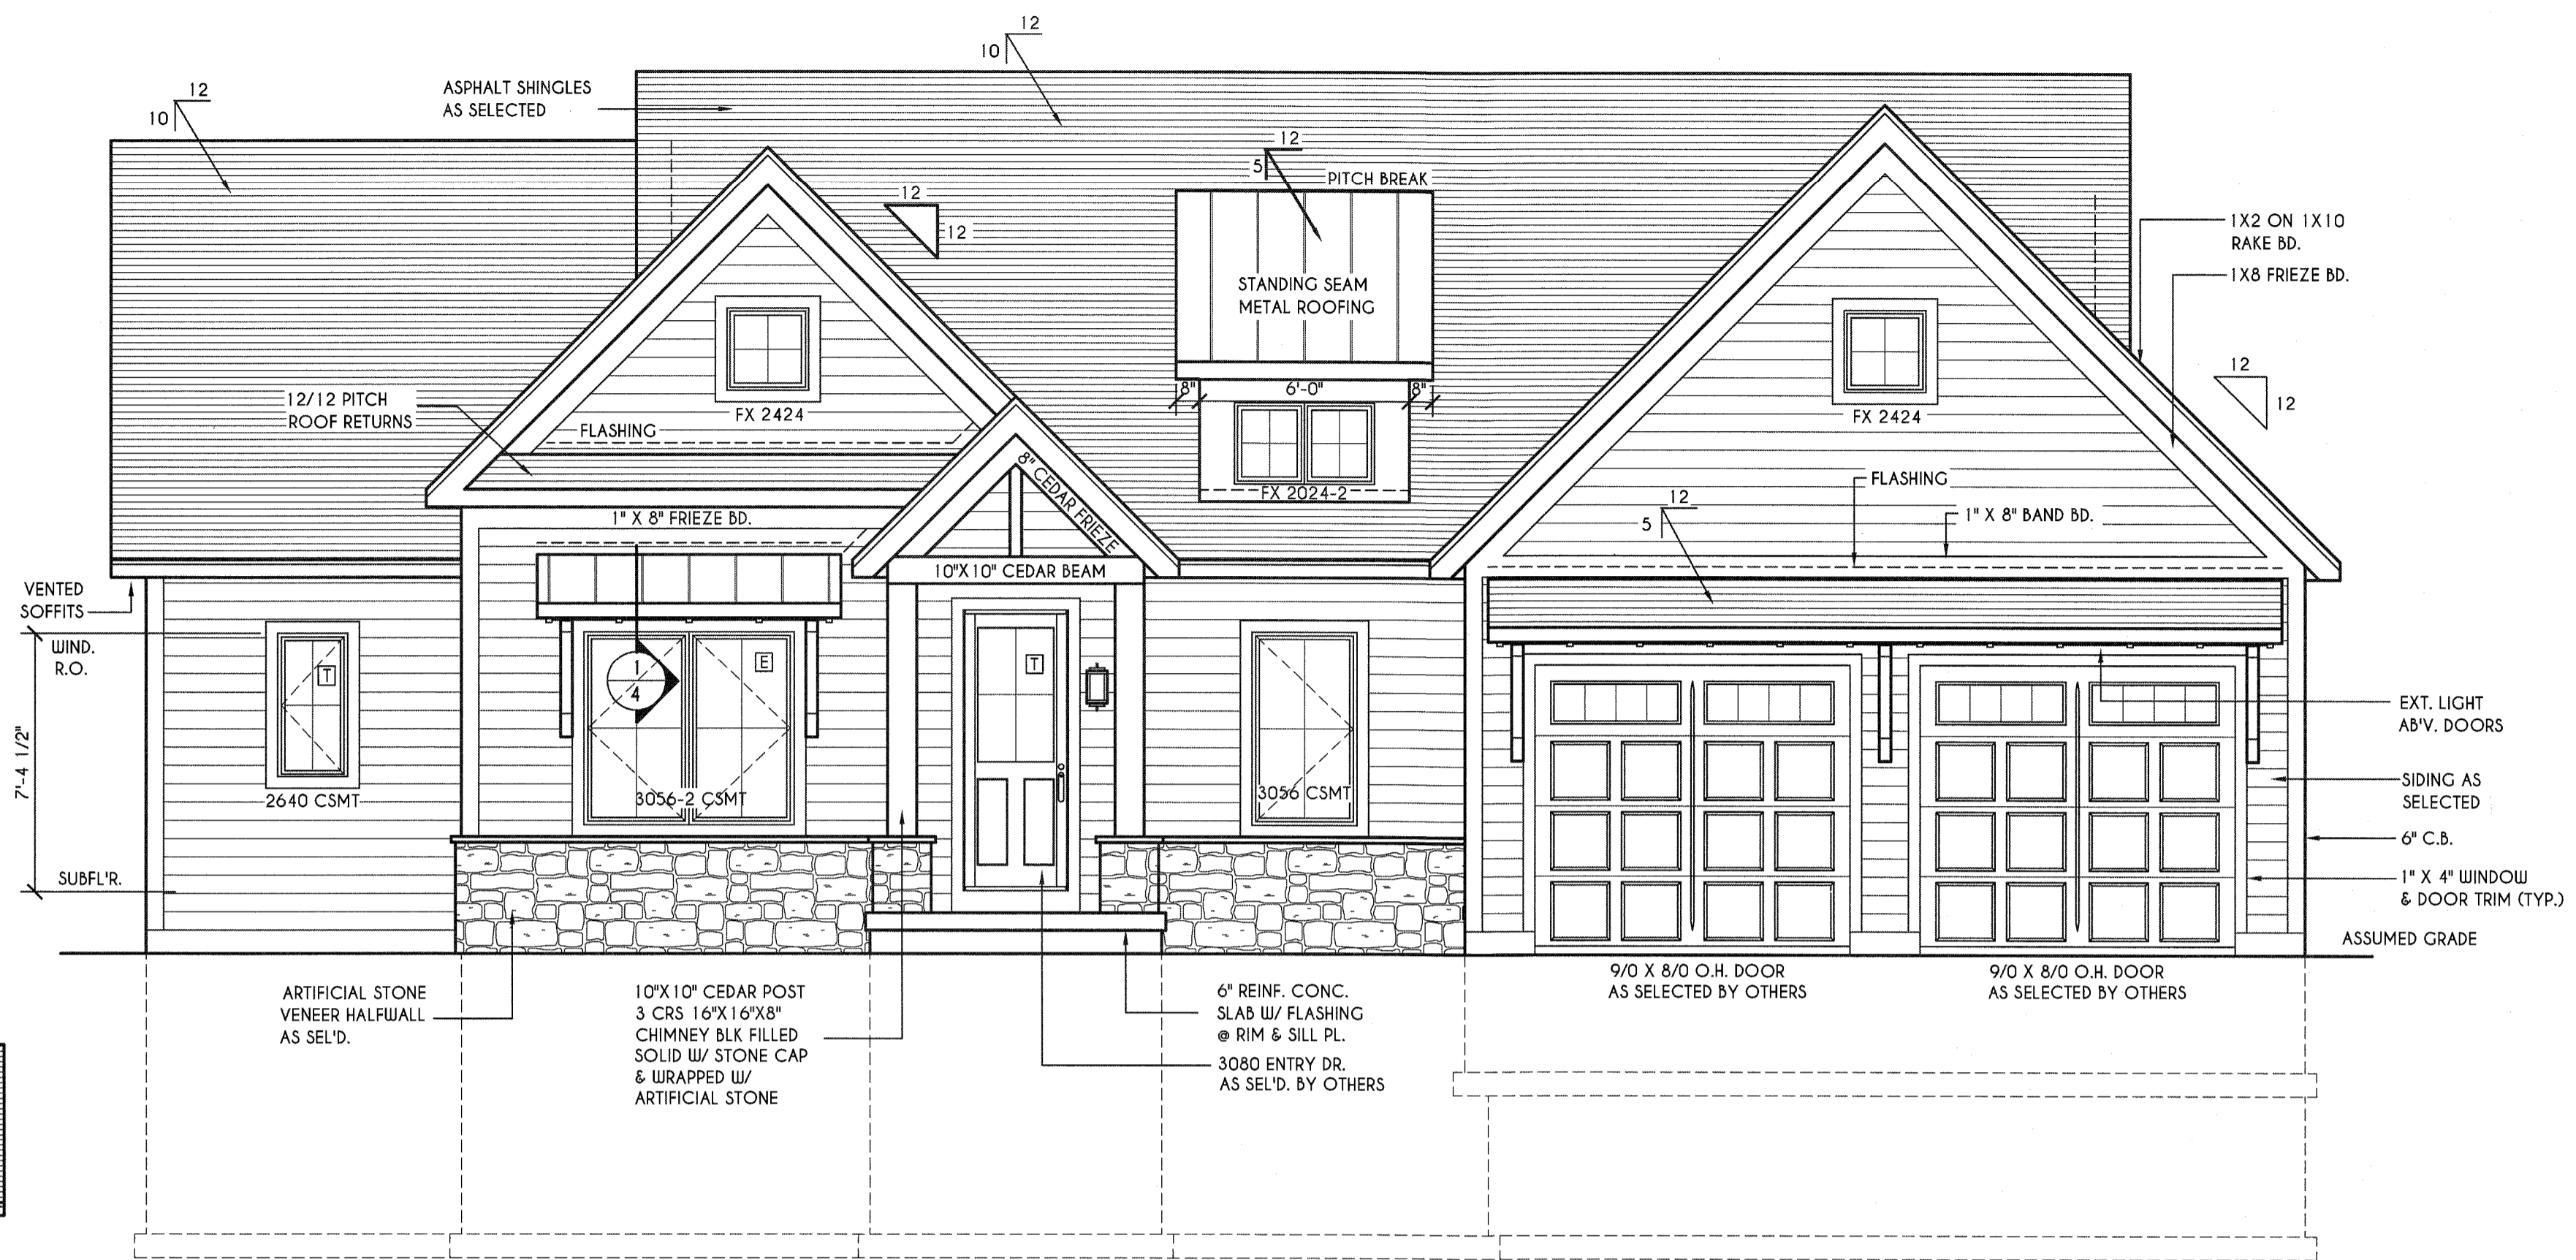 12
10
12
10
ASPHALT SHINGLES
AS SELECTED
12
5
PITCH BREAK
12
12
STANDING SEAM
METAL ROOFING
1X2 ON 1X10
RAKE BD.
1X8 FRIEZE BD.
12
12
8"
6'-0"
8"
12/12 PITCH
ROOF RETURNS
FX 2424
FX 2424
FLASHING
8" CEDAR FRIEZE
FX 2024-2
FLASHING
12
5
1" X 8" BAND BD.
1" X 8" FRIEZE BD.
10"X10" CEDAR BEAM
VENTED
SOFFITS
WIND.
R.O.
7'-4 1/2"
SUBFL'R.
T
1
4
E
T
2640 CSMT
3056-2 CSMT
3056 CSMT
EXT. LIGHT
AB'V. DOORS
SIDING AS
SELECTED
6" C.B.
1" X 4" WINDOW
& DOOR TRIM (TYP.)
ASSUMED GRADE
9/0 X 8/0 O.H. DOOR
AS SELECTED BY OTHERS
9/0 X 8/0 O.H. DOOR
AS SELECTED BY OTHERS
ARTIFICIAL STONE
VENEER HALFWALL
AS SEL'D.
10"X10" CEDAR POST
3 CRS 16"X16"X8"
CHIMNEY BLK FILLED
SOLID W/ STONE CAP
& WRAPPED W/
ARTIFICIAL STONE
6" REINF. CONC.
SLAB W/ FLASHING
@ RIM & SILL PL.
3080 ENTRY DR.
AS SEL'D. BY OTHERS